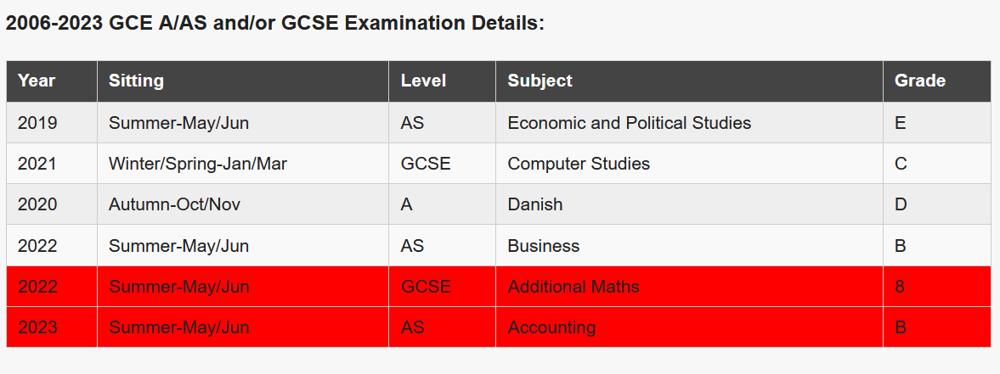 2006-2023 GCE A/AS and/or GCSE Examination Details:
Year Sitting Level Subject Grade
2019 Summer-May/Jun AS Economic and Political Studies E
2021 Winter/Spring-Jan/Mar GCSE Computer Studies C
2020 Autumn-Oct/Nov A Danish D
2022 Summer-May/Jun AS Business B
2022 Summer-May/Jun GCSE Additional Maths 8
2023 Summer-May/Jun AS Accounting B